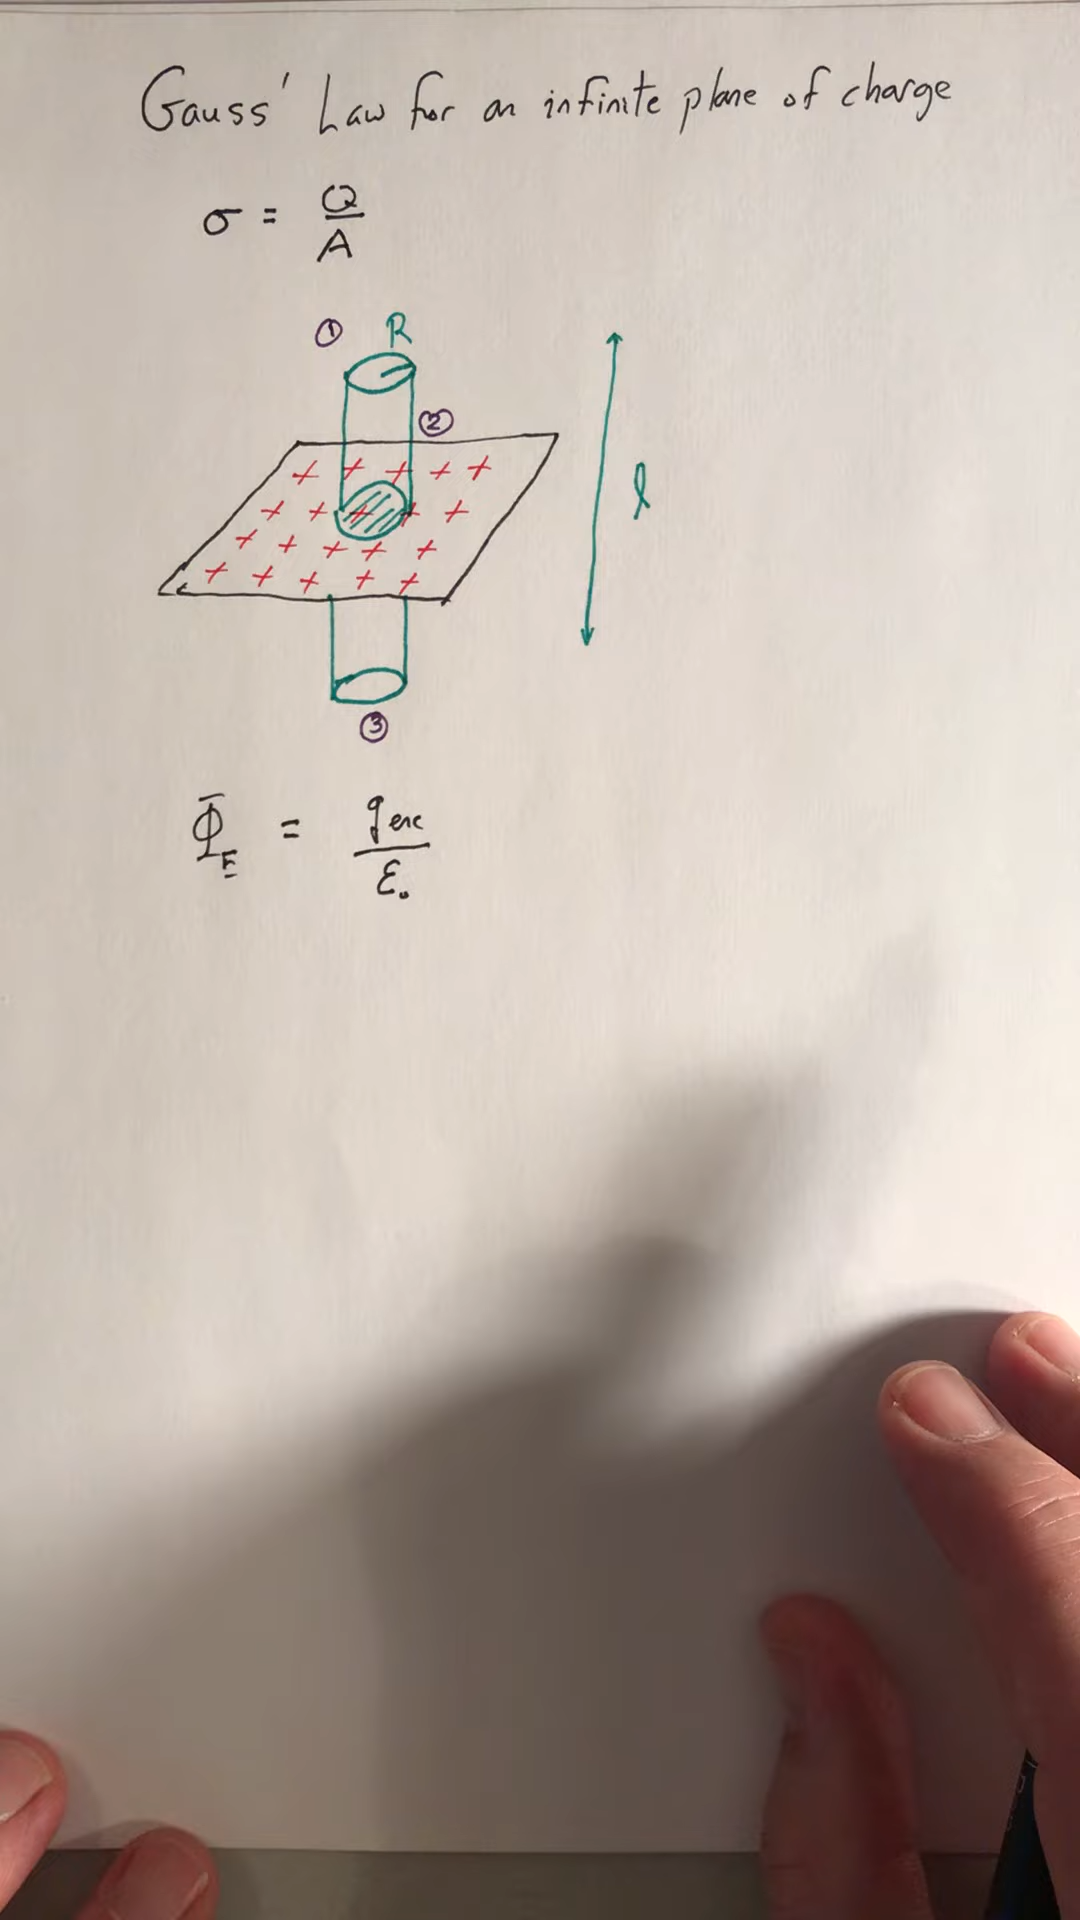 Gauss' Law for an infinite plane of charge
σ = Q/A
① R
②
l
③
Φ_E = q_enc/ε₀